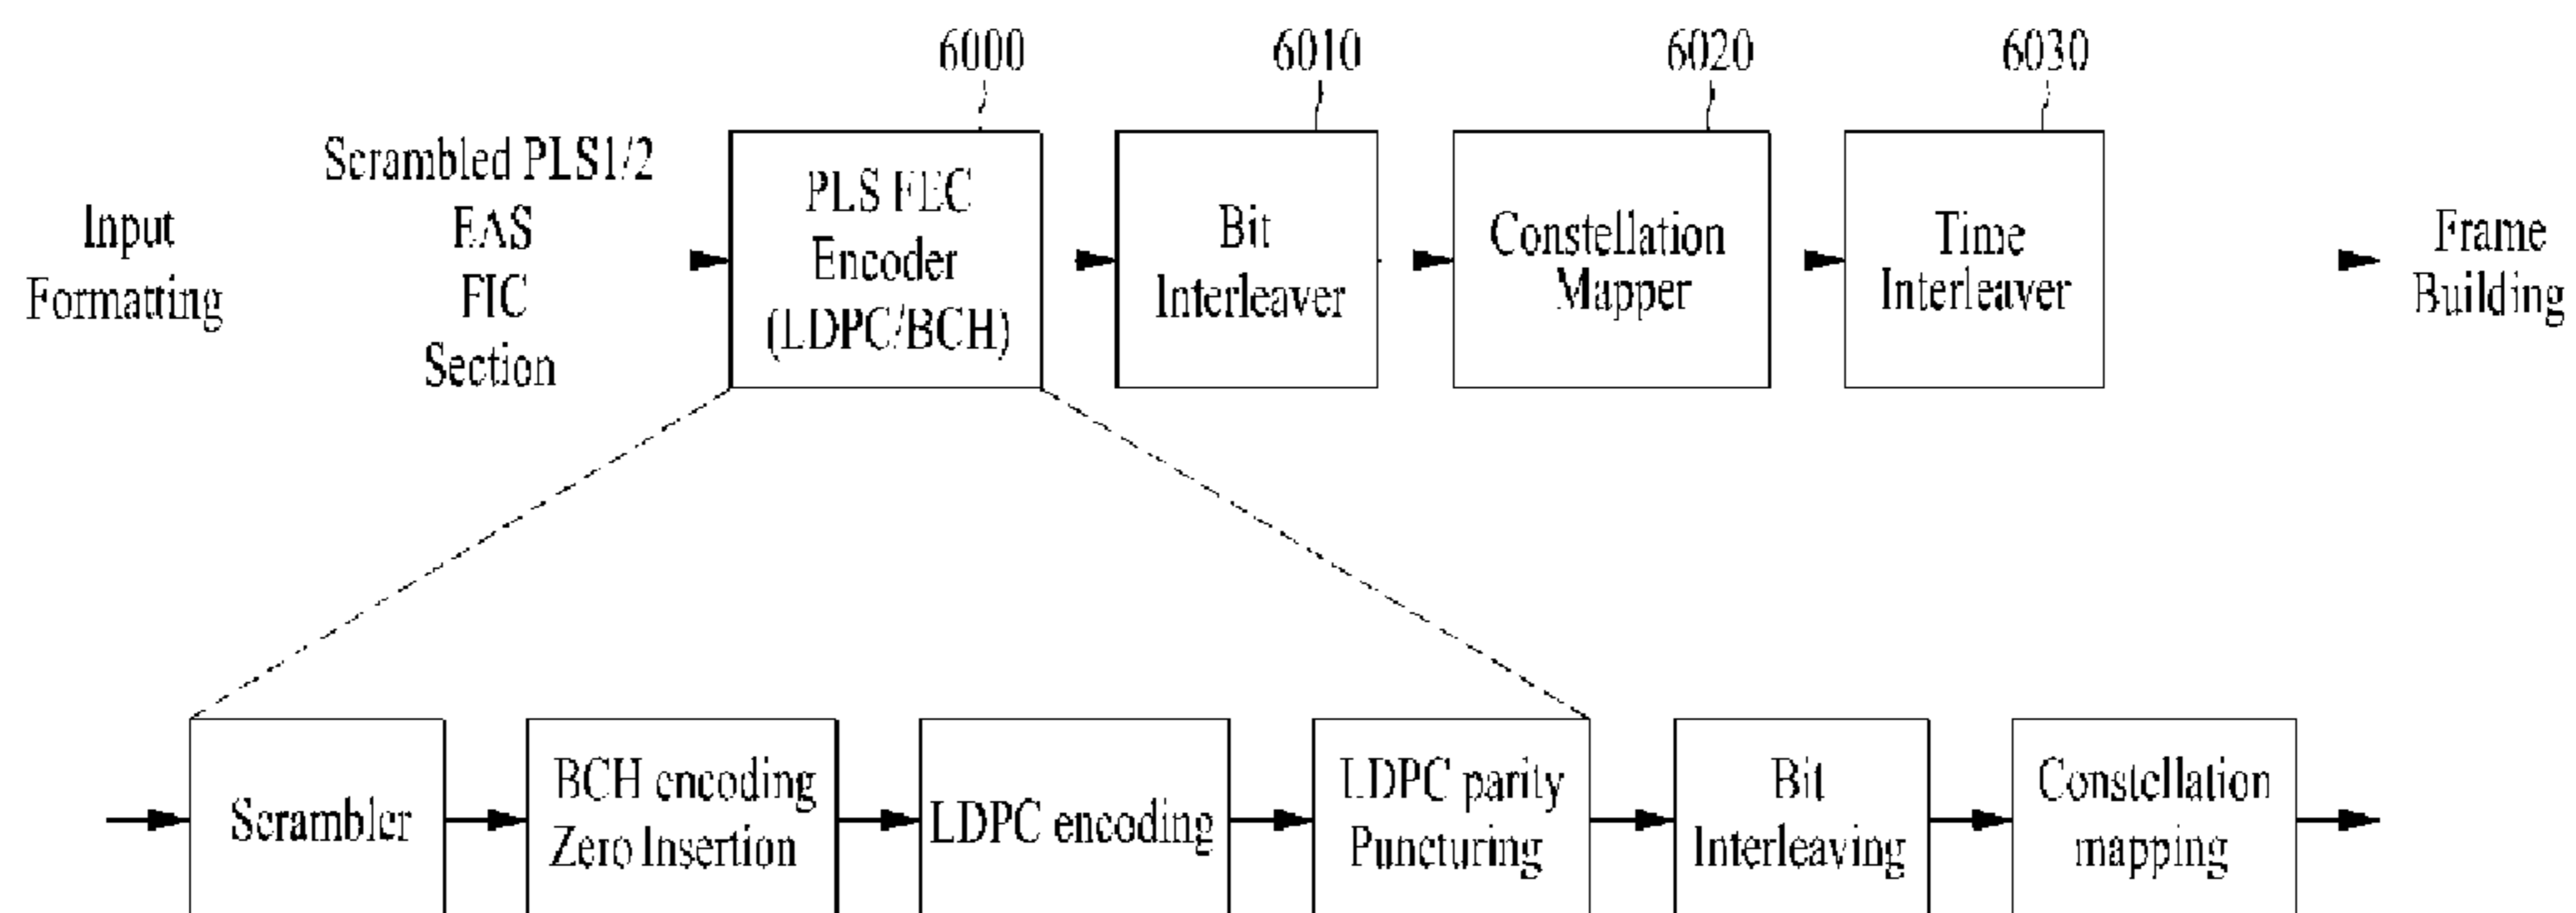 6000
6010
6020
6030
Input
Formatting
Scrambled PLS1/2
EAS
FIC
Section
PLS FEC
Encoder
(LDPC/BCH)
Bit
Interleaver
Constellation
Mapper
Time
Interleaver
Frame
Building
Scrambler
BCH encoding
Zero Insertion
LDPC encoding
LDPC parity
Puncturing
Bit
Interleaving
Constellation
mapping